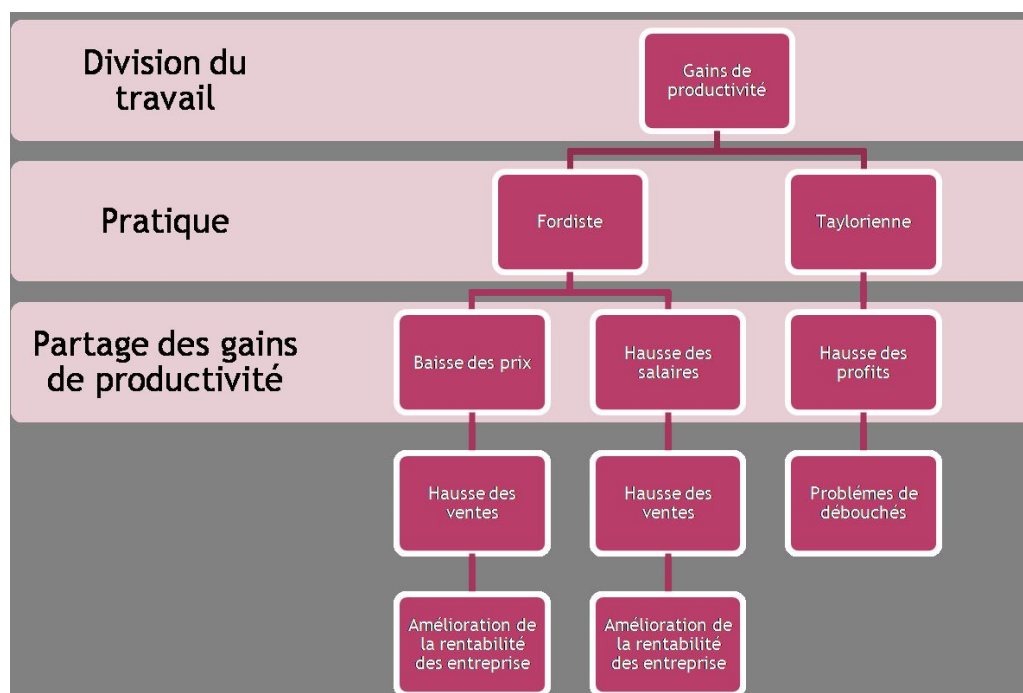 Division du
travail
Gains de
productivité
Pratique
Fordiste
Taylorienne
Partage des gains
de productivité
Baisse des prix
Hausse des
salaires
Hausse des
profits
Hausse des
ventes
Hausse des
ventes
Problémes de
débouchés
Amélioration de
la rentabilité
des entreprise
Amélioration de
la rentabilité
des entreprise